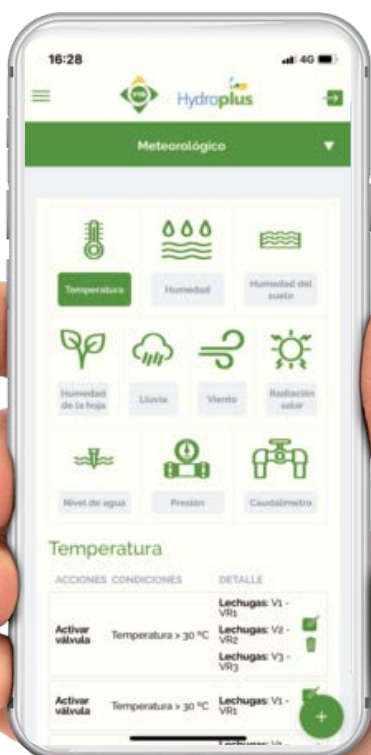 16:28
4G
Hydroplus
Meteorológico
Temperatura
Humedad
Humedad del
suelo
Humedad
de la hoja
Lluvia
Viento
Radiación
solar
Nivel de agua
Presión
Caudalímetro
Temperatura
ACCIONES CONDICIONES DETALLE
Activar
válvula
Temperatura > 30 ºC
Lechugas: V1 -
VR1
Lechugas: V2 -
VR2
Lechugas: V3 -
VR3
Activar
válvula
Temperatura > 30 ºC
Lechugas: V1 -
VR1
+